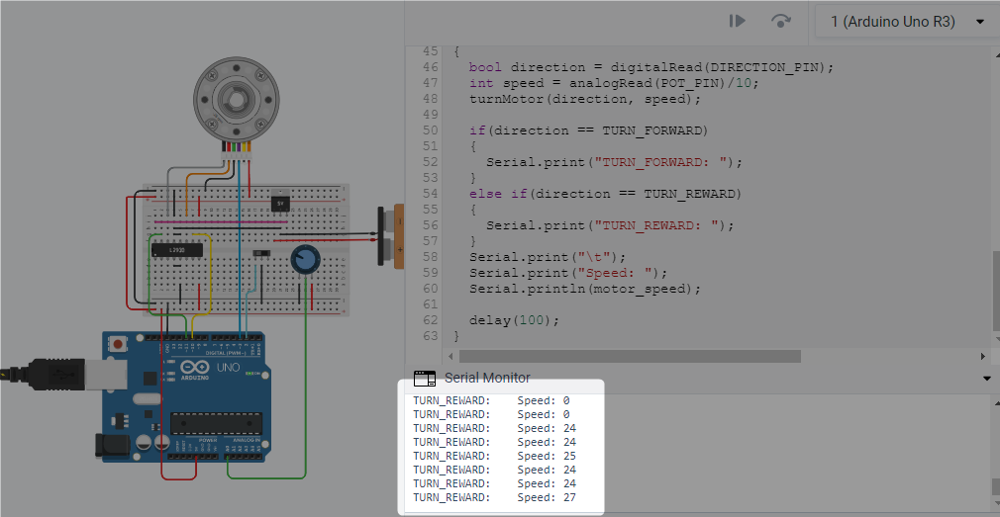 1 (Arduino Uno R3)
45 {
46 bool direction = digitalRead(DIRECTION_PIN);
47 int speed = analogRead(POT_PIN)/10;
48 turnMotor(direction, speed);
49
50 if(direction == TURN_FORWARD)
51 {
52 Serial.print("TURN_FORWARD: ");
53 }
54 else if(direction == TURN_REWARD)
55 {
56 Serial.print("TURN_REWARD: ");
57 }
58 Serial.print("\t");
59 Serial.print("Speed: ");
60 Serial.println(motor_speed);
61
62 delay(100);
63 }
Serial Monitor
TURN_REWARD: Speed: 0
TURN_REWARD: Speed: 0
TURN_REWARD: Speed: 24
TURN_REWARD: Speed: 24
TURN_REWARD: Speed: 25
TURN_REWARD: Speed: 24
TURN_REWARD: Speed: 24
TURN_REWARD: Speed: 27
5V
L293D
DIGITAL (PWM~)
UNO
ARDUINO
POWER
ANALOG IN